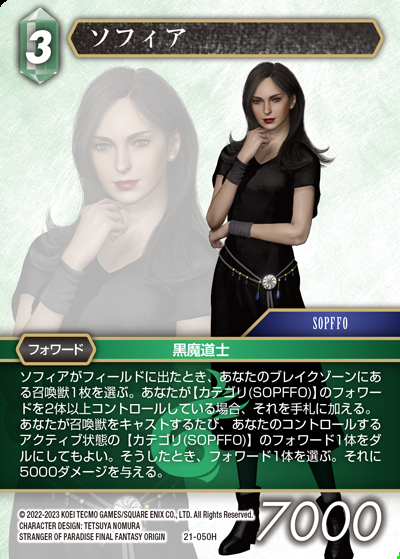 3
ソフィア
SOPFFO
フォワード
黒魔道士
ソフィアがフィールドに出たとき、あなたのブレイクゾーンにあ
る召喚獣1枚を選ぶ。あなたが【カテゴリ(SOPFFO)】のフォワー
ドを2体以上コントロールしている場合、それを手札に加える。
あなたが召喚獣をキャストするたび、あなたのコントロールする
アクティブ状態の【カテゴリ(SOPFFO)】のフォワード1体をダ
ルにしてもよい。そうしたとき、フォワード1体を選ぶ。それに
5000ダメージを与える。
© 2022-2023 KOEI TECMO GAMES/SQUARE ENIX CO., LTD. All Rights Reserved.
CHARACTER DESIGN: TETSUYA NOMURA
STRANGER OF PARADISE FINAL FANTASY ORIGIN
21-050H
7000